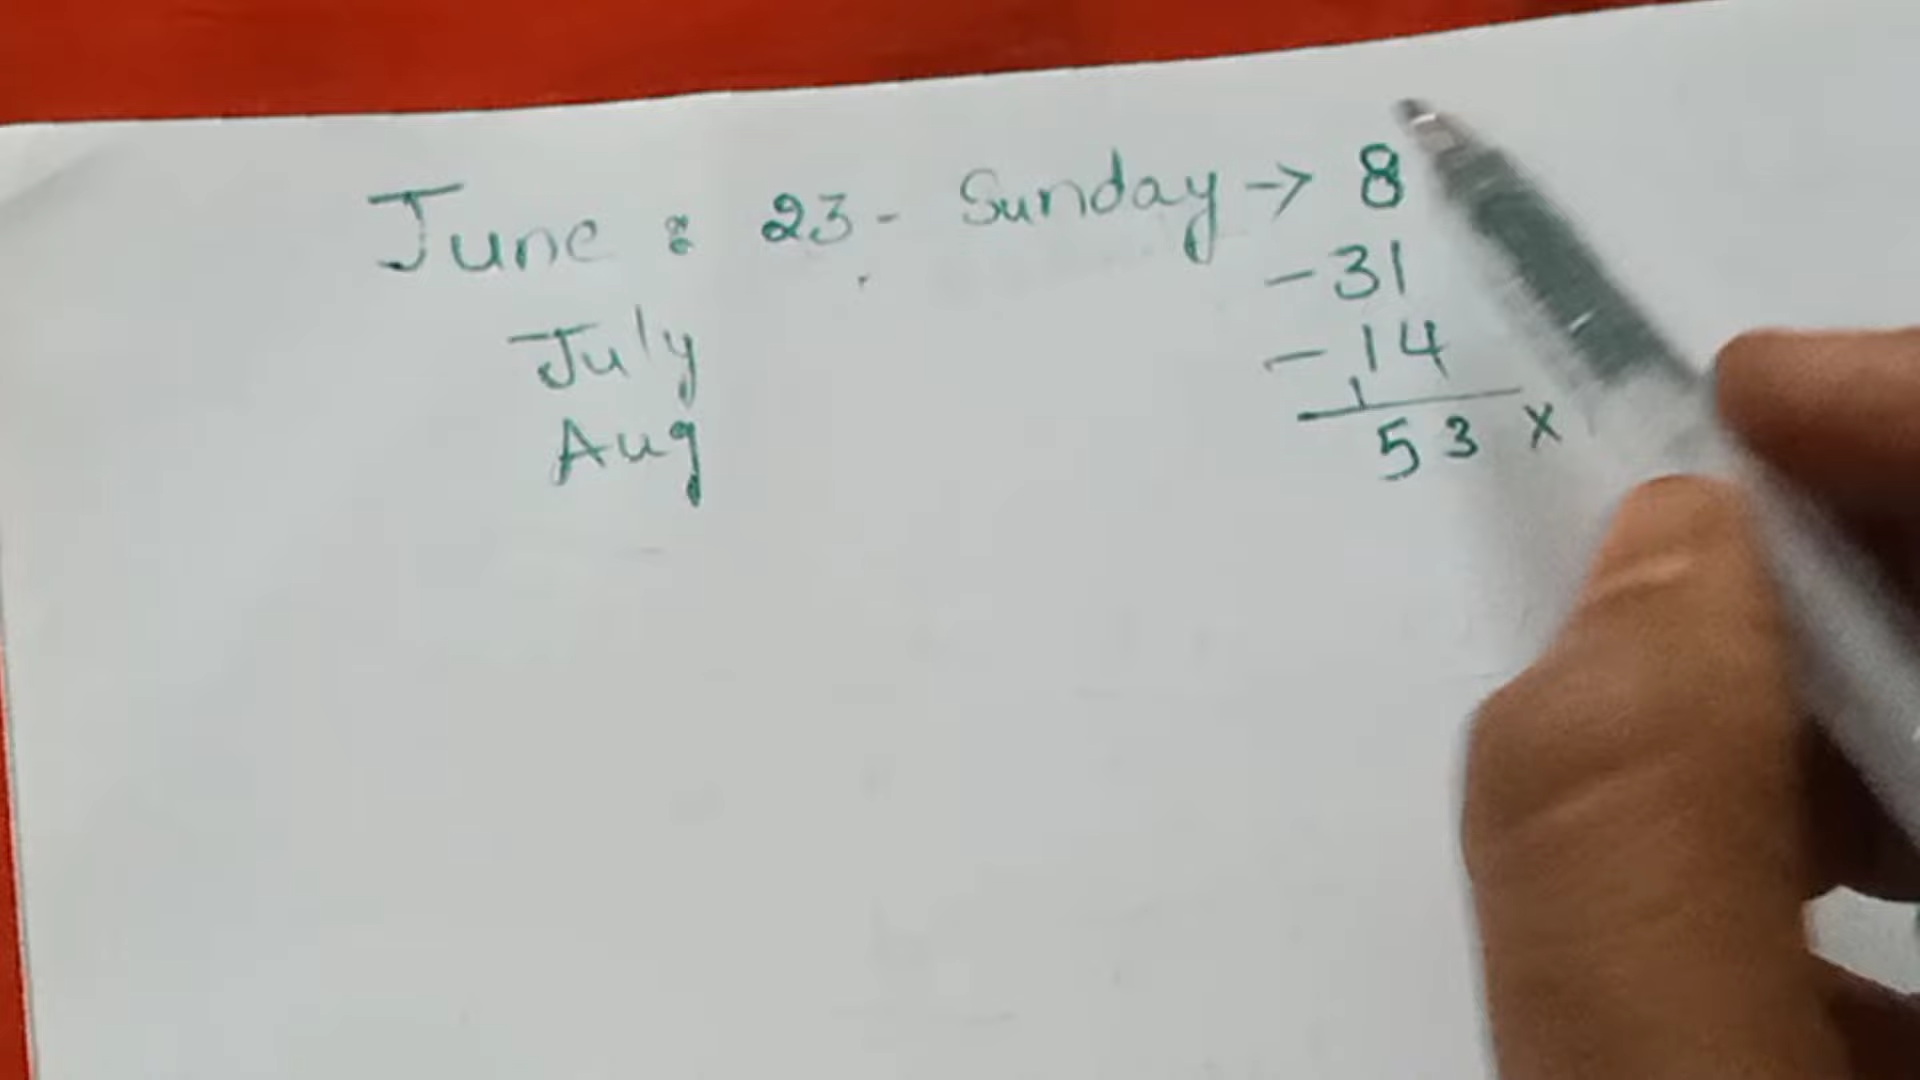 June : 23 - Sunday → 8
July - 31
Aug - 14
1
53 x